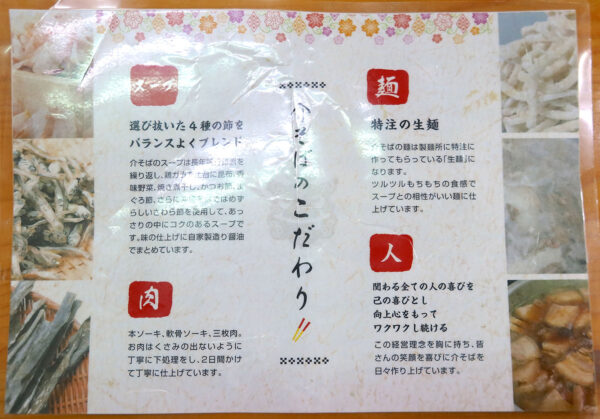 介そばのこだわり
麺
特注の生麺
介そばの麺は製麺所に特注に
作ってもらっている「生麺」に
なります。
ツルツルもちもちの食感で
スープとの相性がいい麺に仕
上げています。
人
関わる全ての人の喜びを
己の喜びとし
向上心をもって
ワクワクし続ける
この経営理念を胸に持ち、皆
さんの笑顔を喜びに介そばを
日々作り上げています。
スープ
選び抜いた4種の節を
バランスよくブレンド
介そばのスープは長年
繰り返し、鶏ガラを土台に昆布、香
味野菜、焼き煮干し、かつお節、ま
ぐろ節、さらに
ずらしいさわら節を使用して、あっ
さりの中にコクのあるスープで
す。味の仕上げに自家製造り醤油
でまとめています。
肉
本ソーキ、軟骨ソーキ、三枚肉。
お肉はくさみの出ないように
丁寧に下処理をし、2日間かけ
て丁寧に仕上げています。